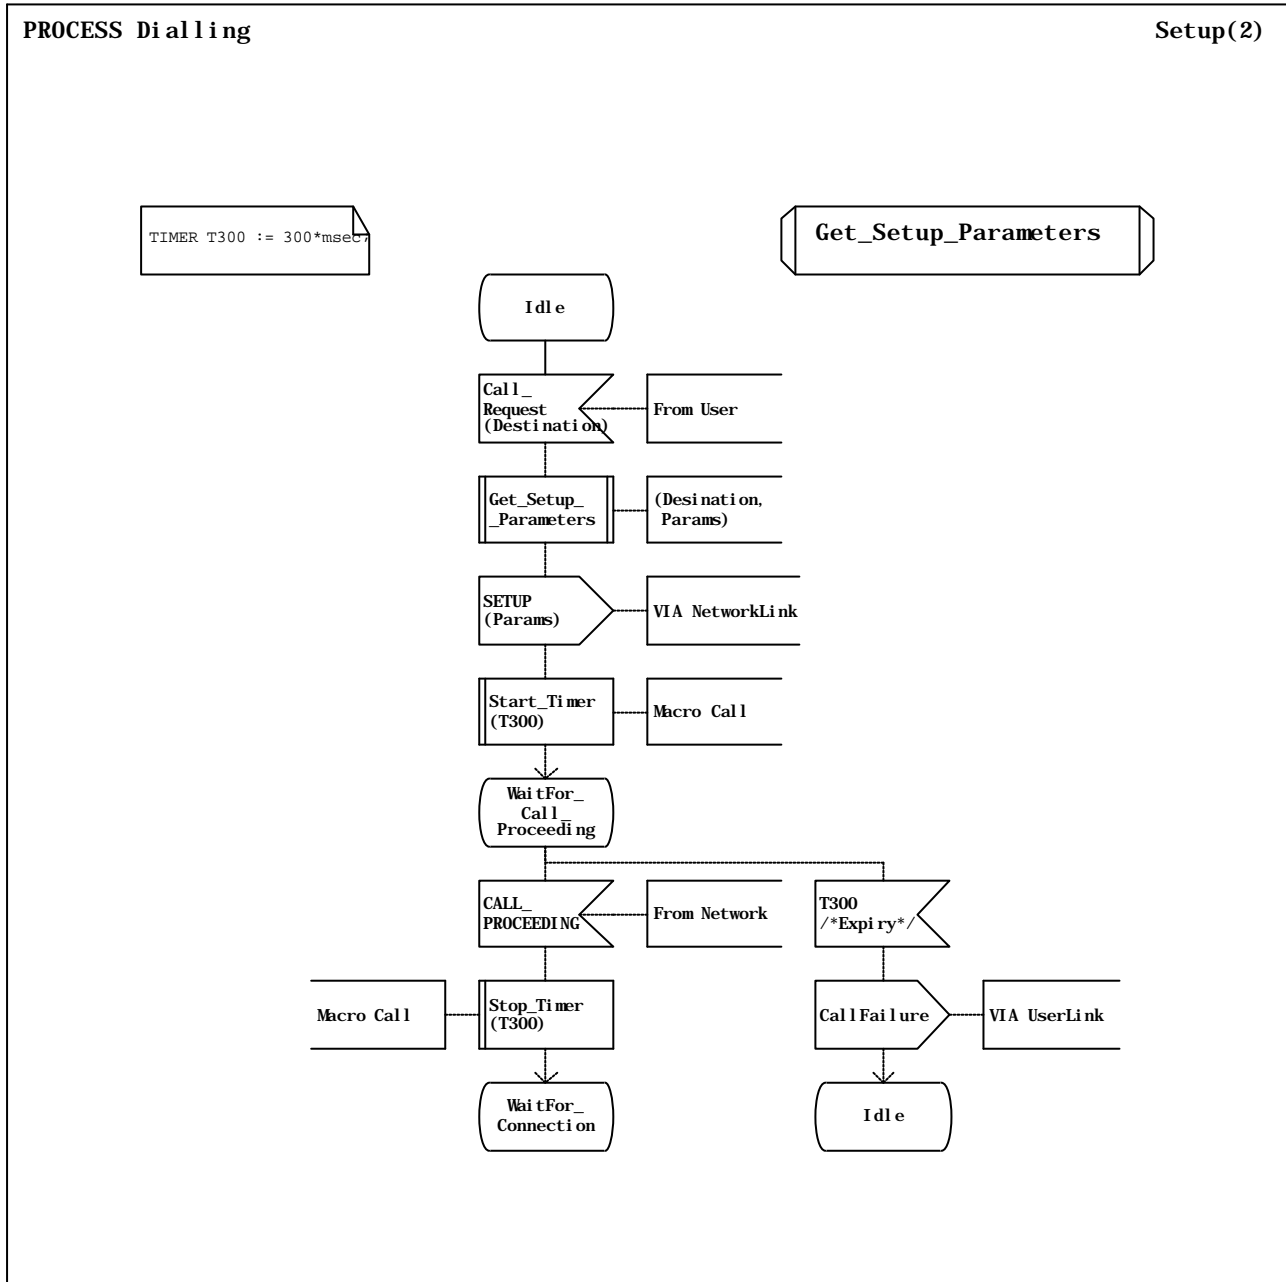 PROCESS Dialling
Setup(2)
TIMER T300 := 300*msec;
Get_Setup_Parameters
Idle
Call_
Request
(Destination)
From User
Get_Setup_
_Parameters
(Desination,
Params)
SETUP
(Params)
VIA NetworkLink
Start_Timer
(T300)
Macro Call
WaitFor_
Call_
Proceeding
CALL_
PROCEEDING
From Network
T300
/*Expiry*/
Macro Call
Stop_Timer
(T300)
CallFailure
VIA UserLink
WaitFor_
Connection
Idle